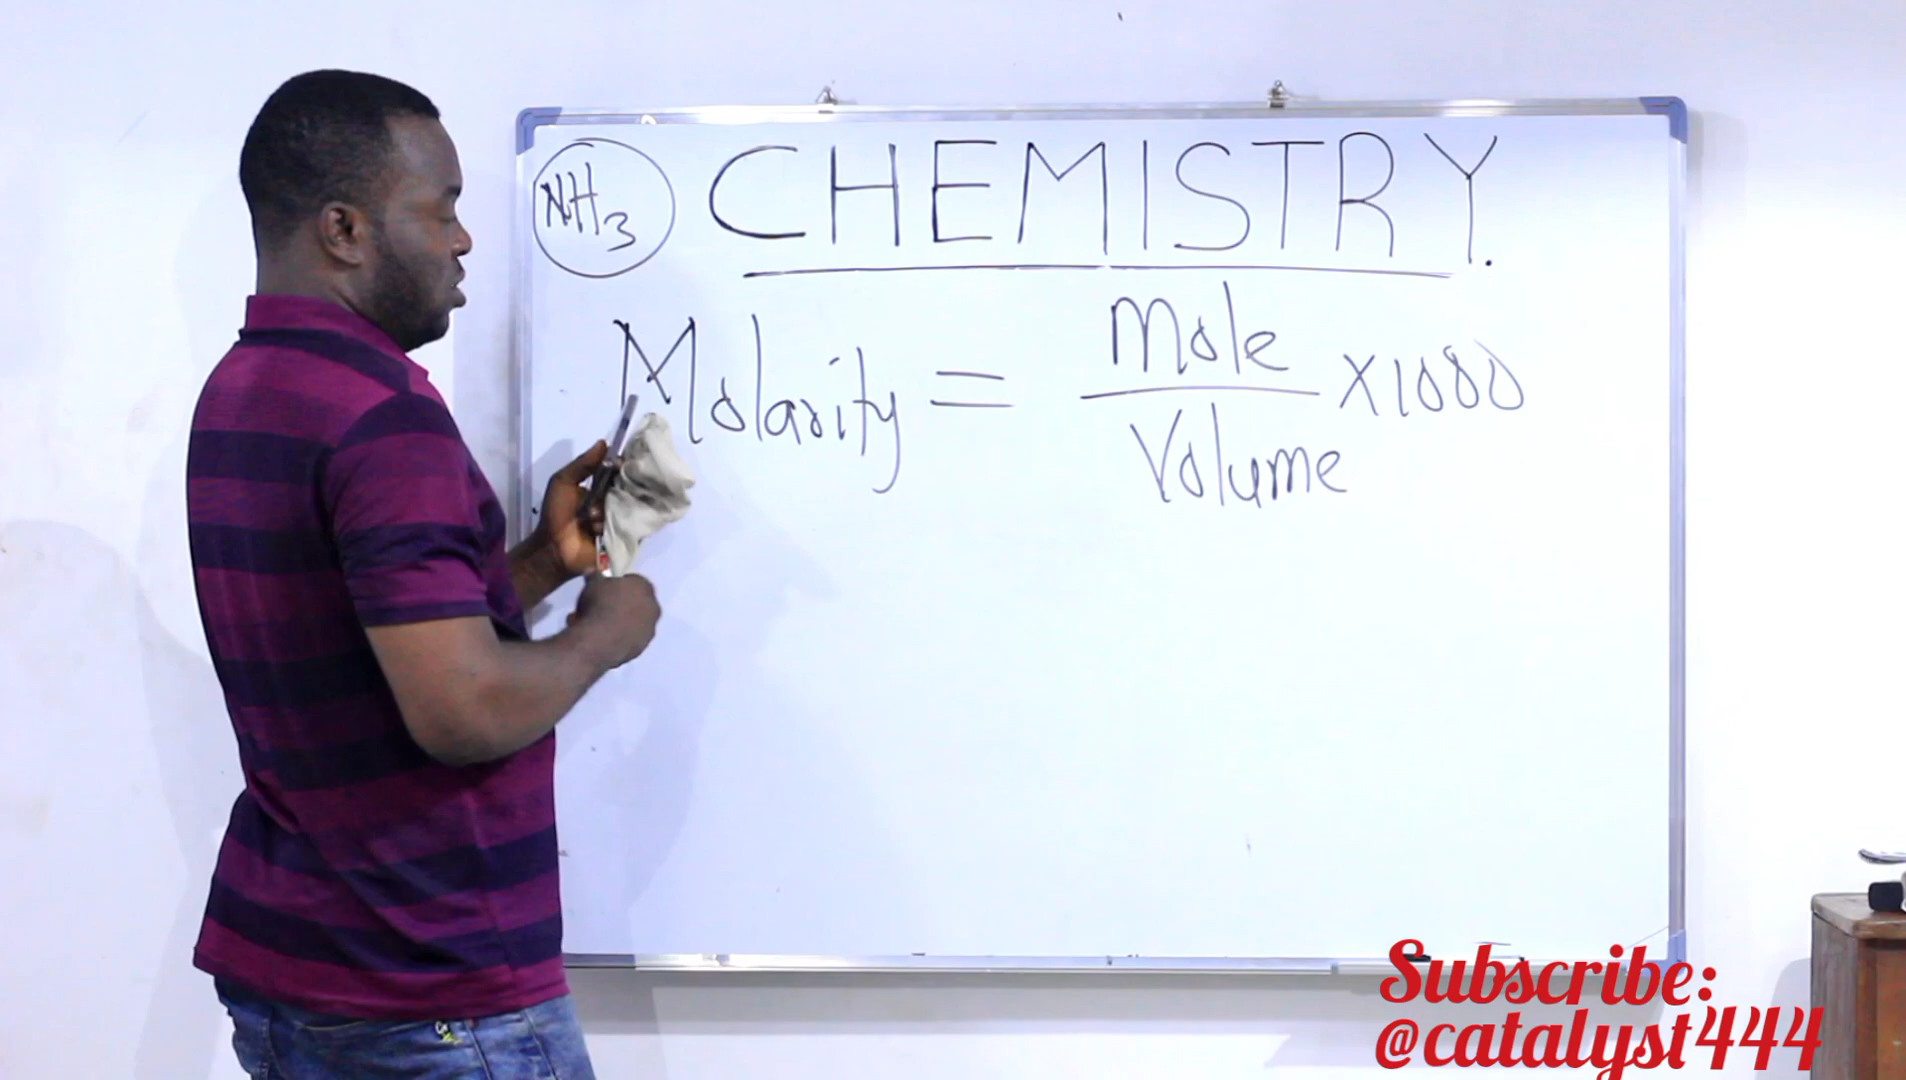 NH3
CHEMISTRY.
Molarity = Mole / Volume X1000
Subscribe:
@catalyst444